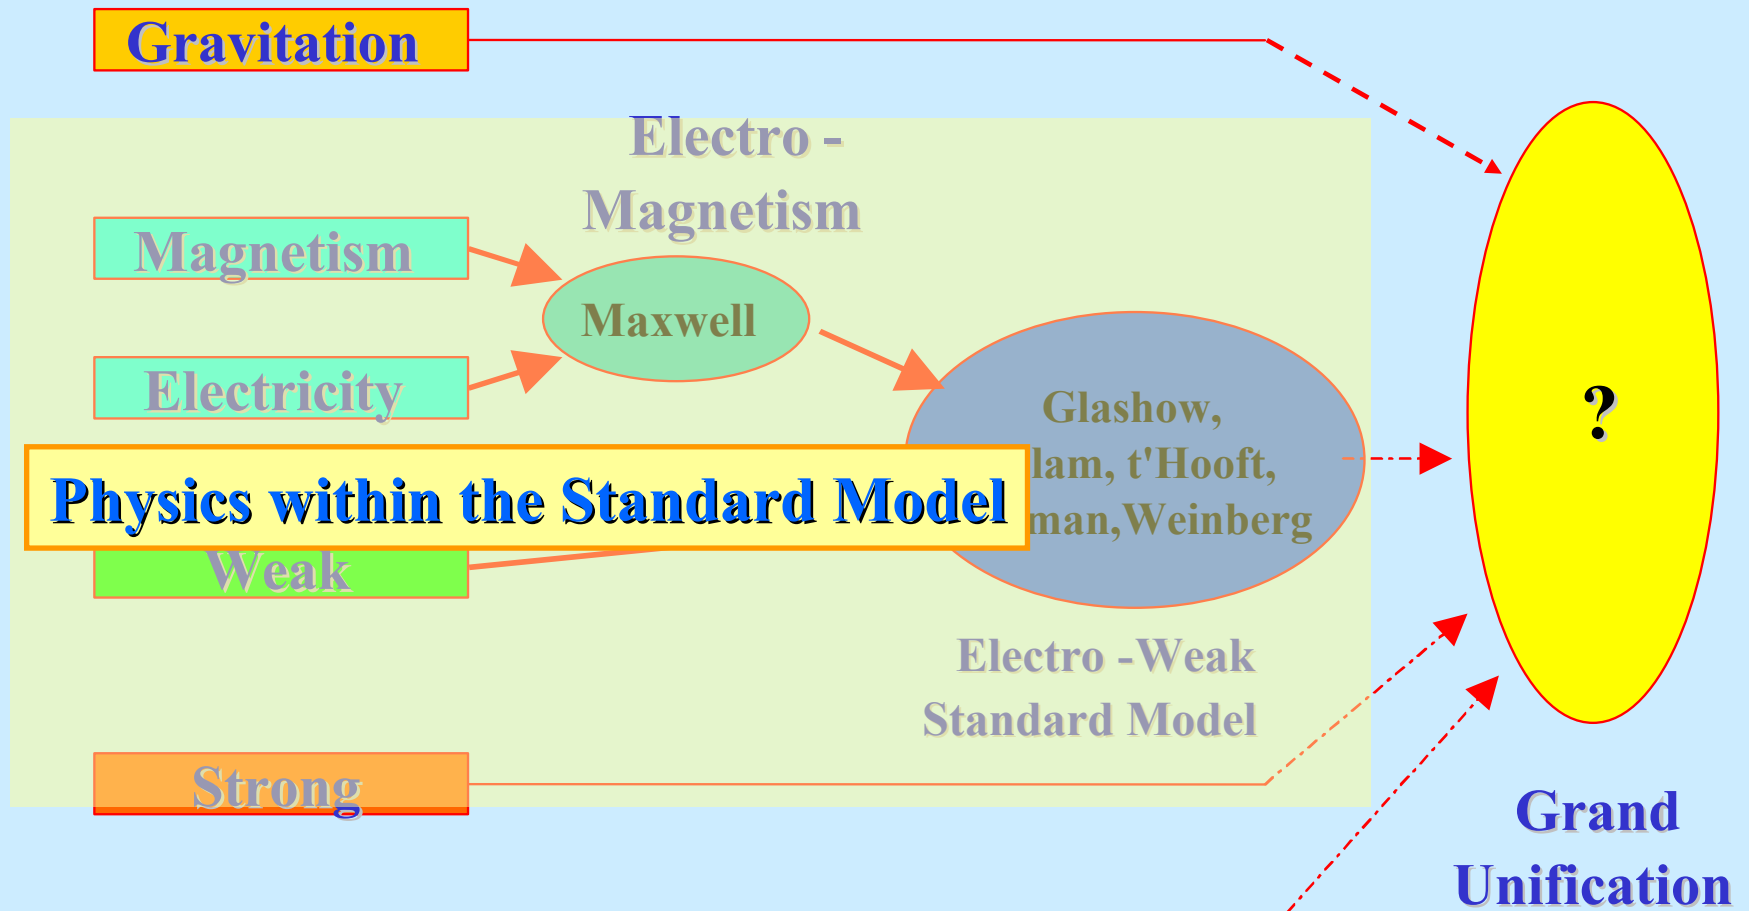 Gravitation
Electro -
Magnetism
Magnetism
Maxwell
Electricity
Glashow,
lam, t'Hooft,
man,Weinberg
Physics within the Standard Model
Weak
Electro -Weak
Standard Model
Strong
?
Grand
Unification